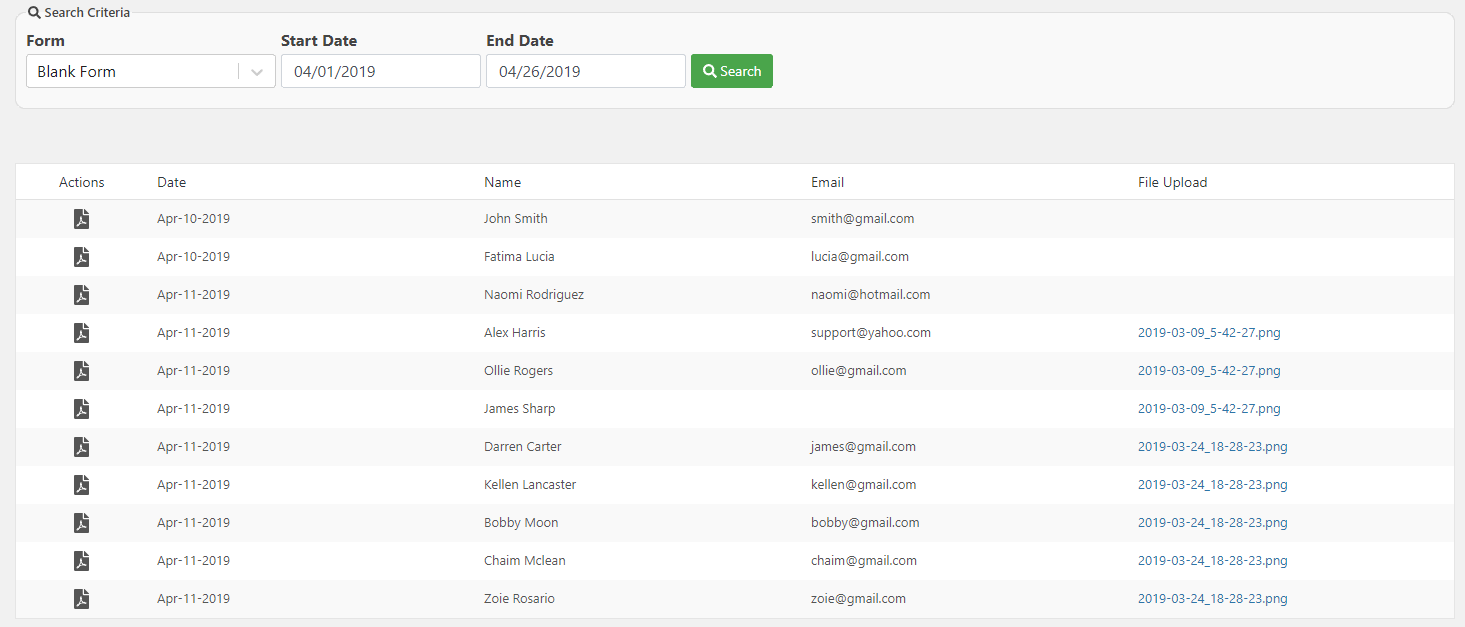 Search Criteria
Form Start Date End Date
Blank Form 04/01/2019 04/26/2019 Search
Actions Date Name Email File Upload
Apr-10-2019 John Smith smith@gmail.com
Apr-10-2019 Fatima Lucia lucia@gmail.com
Apr-11-2019 Naomi Rodriguez naomi@hotmail.com
Apr-11-2019 Alex Harris support@yahoo.com 2019-03-09_5-42-27.png
Apr-11-2019 Ollie Rogers ollie@gmail.com 2019-03-09_5-42-27.png
Apr-11-2019 James Sharp 2019-03-09_5-42-27.png
Apr-11-2019 Darren Carter james@gmail.com 2019-03-24_18-28-23.png
Apr-11-2019 Kellen Lancaster kellen@gmail.com 2019-03-24_18-28-23.png
Apr-11-2019 Bobby Moon bobby@gmail.com 2019-03-24_18-28-23.png
Apr-11-2019 Chaim Mclean chaim@gmail.com 2019-03-24_18-28-23.png
Apr-11-2019 Zoie Rosario zoie@gmail.com 2019-03-24_18-28-23.png